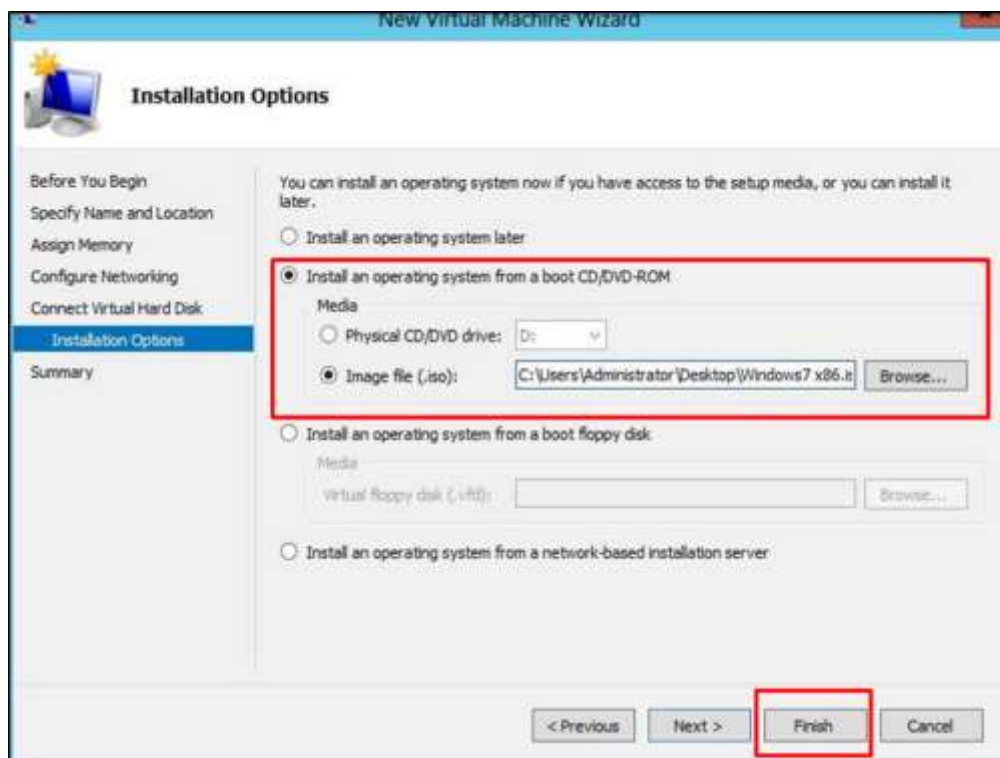 New Virtual Machine Wizard
Installation Options
Before You Begin
Specify Name and Location
Assign Memory
Configure Networking
Connect Virtual Hard Disk
Installation Options
Summary
You can install an operating system now if you have access to the setup media, or you can install it
later.
Install an operating system later
Install an operating system from a boot CD/DVD-ROM
Media
Physical CD/DVD drive: D:
Image file (.iso): C:\Users\Administrator\Desktop\Windows7 x86.is Browse...
Install an operating system from a boot floppy disk
Media
Virtual floppy disk (.vfd): Browse...
Install an operating system from a network-based installation server
< Previous Next > Finish Cancel